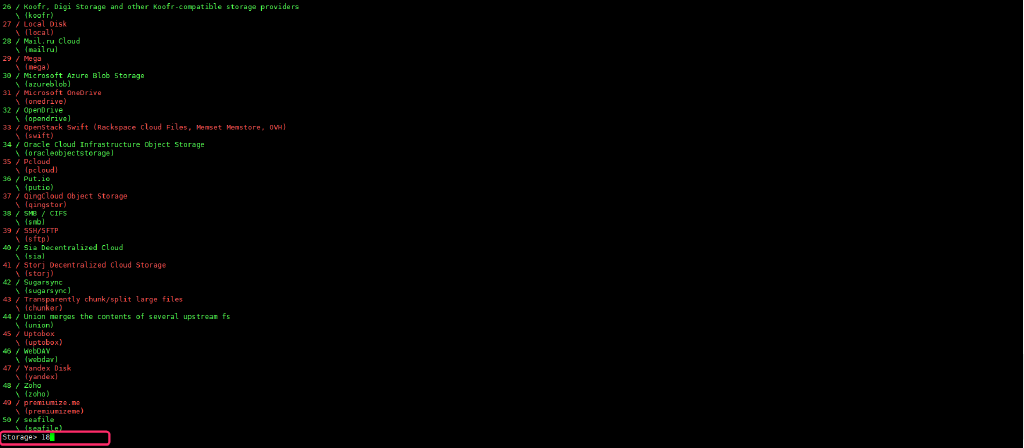 26 / Koofr, Digi Storage and other Koofr-compatible storage providers
\ (koofr)
27 / Local Disk
\ (local)
28 / Mail.ru Cloud
\ (mailru)
29 / Mega
\ (mega)
30 / Microsoft Azure Blob Storage
\ (azureblob)
31 / Microsoft OneDrive
\ (onedrive)
32 / OpenDrive
\ (opendrive)
33 / OpenStack Swift (Rackspace Cloud Files, Memset Memstore, OVH)
\ (swift)
34 / Oracle Cloud Infrastructure Object Storage
\ (oracleobjectstorage)
35 / Pcloud
\ (pcloud)
36 / Put.io
\ (putio)
37 / QingCloud Object Storage
\ (qingstor)
38 / SMB / CIFS
\ (smb)
39 / SSH/SFTP
\ (sftp)
40 / Sia Decentralized Cloud
\ (sia)
41 / Storj Decentralized Cloud Storage
\ (storj)
42 / Sugarsync
\ (sugarsync)
43 / Transparently chunk/split large files
\ (chunker)
44 / Union merges the contents of several upstream fs
\ (union)
45 / Uptobox
\ (uptobox)
46 / WebDAV
\ (webdav)
47 / Yandex Disk
\ (yandex)
48 / Zoho
\ (zoho)
49 / premiumize.me
\ (premiumizeme)
50 / seafile
\ (seafile)
Storage> 18